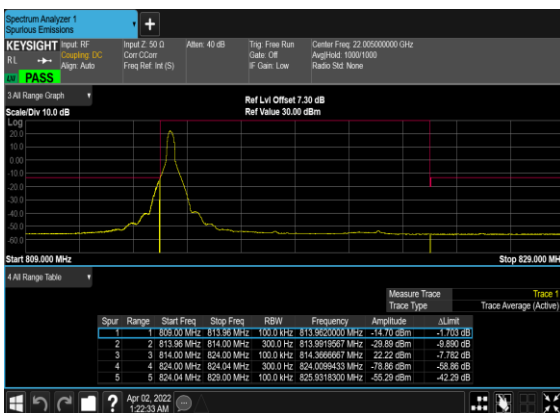 Spectrum Analyzer 1
Spurious Emissions
+
KEYSIGHT Input: RF Input Z: 50 Ω Atten: 40 dB Trig: Free Run Center Freq: 22.005000000 GHz
RL Coupling: DC Corr CCorr Gate: Off Avg|Hold: 1000/1000
Align: Auto Freq Ref: Int (S) IF Gain: Low Radio Std: None
PASS
3 All Range Graph
Ref Lvl Offset 7.30 dB
Scale/Div 10.0 dB Ref Value 30.00 dBm
Log
20.0
10.0
0.00
-10.0
-20.0
-30.0
-40.0
-50.0
-60.0
Start 809.000 MHz Stop 829.000 MH
4 All Range Table
Measure Trace Trace 1
Trace Type Trace Average (Active)
Spur Range Start Freq Stop Freq RBW Frequency Amplitude ΔLimit
1 1 809.00 MHz 813.96 MHz 100.0 kHz 813.9620000 MHz -14.70 dBm -1.703 dB
2 2 813.96 MHz 814.00 MHz 300.0 Hz 813.9919567 MHz -29.89 dBm -9.890 dB
3 3 814.00 MHz 824.00 MHz 100.0 kHz 814.3666667 MHz 22.22 dBm -7.782 dB
4 4 824.00 MHz 824.04 MHz 300.0 Hz 824.0099433 MHz -78.86 dBm -58.86 dB
5 5 824.04 MHz 829.00 MHz 100.0 kHz 825.9318300 MHz -55.29 dBm -42.29 dB
? Apr 02, 2022
1:22:33 AM